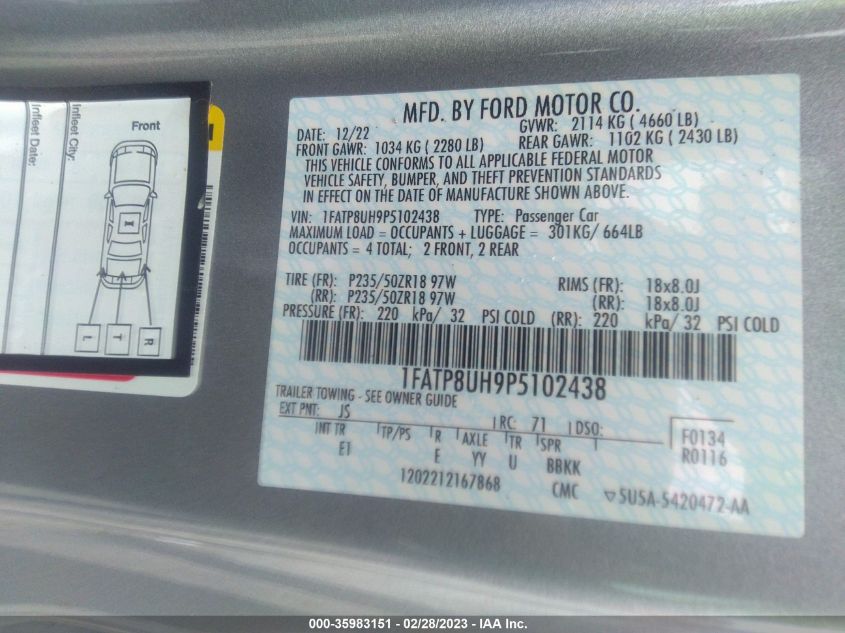 Infleet City:
Infleet Date:
Front
L T R
MFD. BY FORD MOTOR CO.
DATE: 12/22 GVWR: 2114 KG ( 4660 LB)
FRONT GAWR: 1034 KG ( 2280 LB) REAR GAWR: 1102 KG ( 2430 LB)
THIS VEHICLE CONFORMS TO ALL APPLICABLE FEDERAL MOTOR
VEHICLE SAFETY, BUMPER, AND THEFT PREVENTION STANDARDS
IN EFFECT ON THE DATE OF MANUFACTURE SHOWN ABOVE.
VIN: 1FATP8UH9P5102438 TYPE: Passenger Car
MAXIMUM LOAD = OCCUPANTS + LUGGAGE = 301KG/ 664LB
OCCUPANTS = 4 TOTAL; 2 FRONT, 2 REAR
TIRE (FR): P235/50ZR18 97W RIMS (FR): 18x8.0J
(RR): P235/50ZR18 97W (RR): 18x8.0J
PRESSURE (FR): 220 kPa/ 32 PSI COLD (RR): 220 kPa/ 32 PSI COLD
1FATP8UH9P5102438
TRAILER TOWING - SEE OWNER GUIDE
EXT PNT: JS RC: 71 DSO:
INT TR TP/PS R AXLE TR SPR F0134
E1 E YY U BBKK R0116
1202212167868 CMC 5U5A-5420472-AA
000-35983151 / 02/28/2023 - IAA Inc.